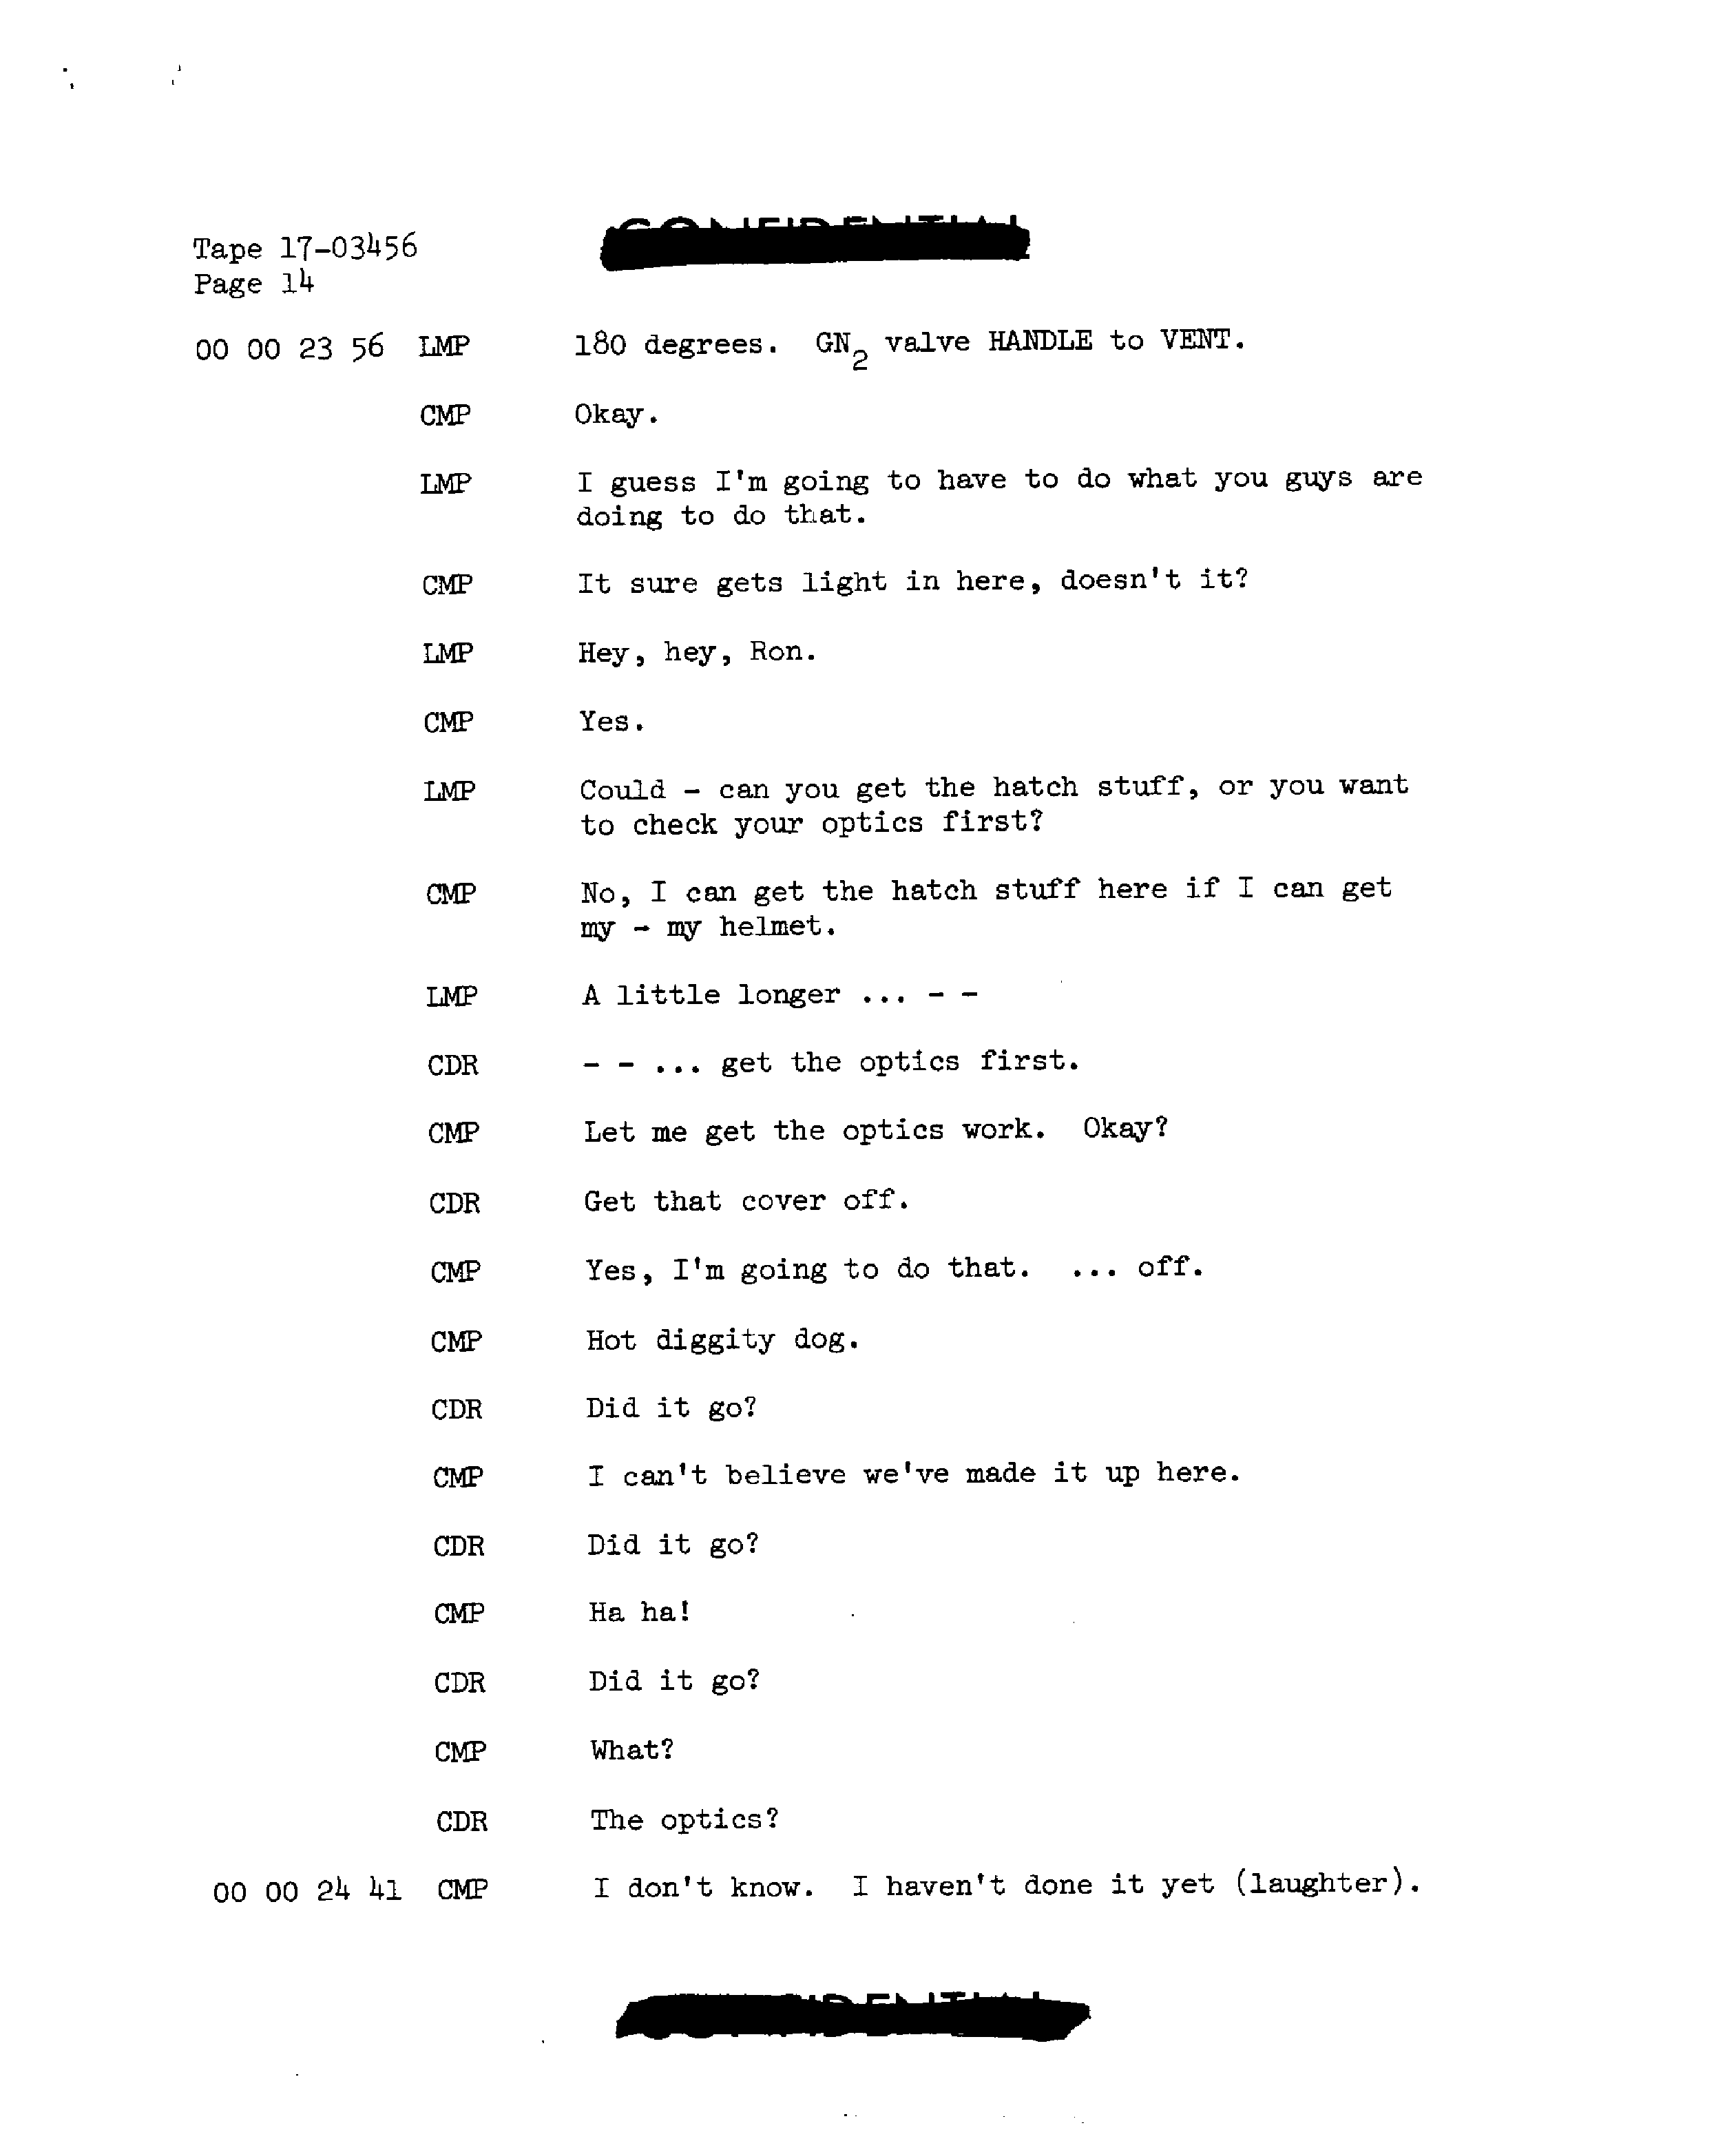 CONFIDENTIAL
Tape 17-03456
Page 14
00 00 23 56 LMP 180 degrees. GN2 valve HANDLE to VENT.
CMP Okay.
LMP I guess I'm going to have to do what you guys are
doing to do that.
CMP It sure gets light in here, doesn't it?
LMP Hey, hey, Ron.
CMP Yes.
LMP Could - can you get the hatch stuff, or you want
to check your optics first?
CMP No, I can get the hatch stuff here if I can get
my - my helmet.
LMP A little longer ... - -
CDR - - ... get the optics first.
CMP Let me get the optics work. Okay?
CDR Get that cover off.
CMP Yes, I'm going to do that. ... off.
CMP Hot diggity dog.
CDR Did it go?
CMP I can't believe we've made it up here.
CDR Did it go?
CMP Ha ha!
CDR Did it go?
CMP What?
CDR The optics?
00 00 24 41 CMP I don't know. I haven't done it yet (laughter).
CONFIDENTIAL